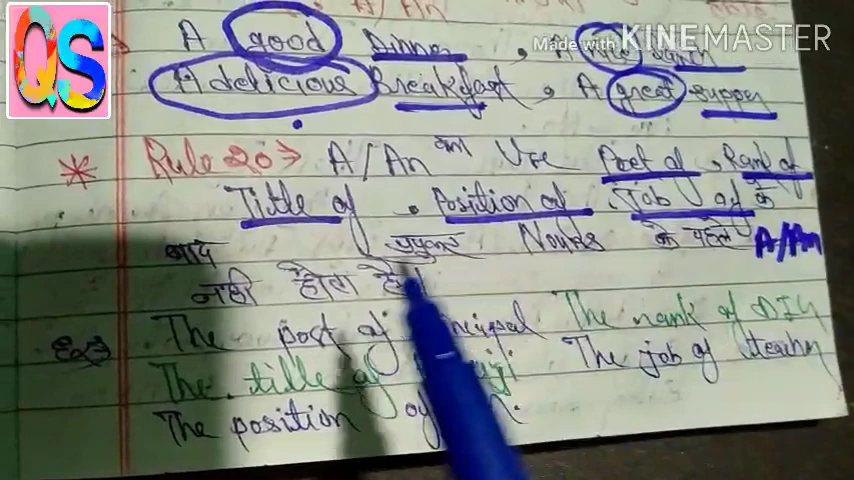 A/An
QS
A good Dinner, A nice lunch
Made with KINEMASTER
A delicious Breakfast, A great supper
* Rule 20 → A/An का Use Post of, Rank of
Title of, Position of, Job of के
बाद प्रयुक्त Nouns के पहले A/An
नही होता है
The post of principal The rank of DIG
The title of The job of teacher
The position of